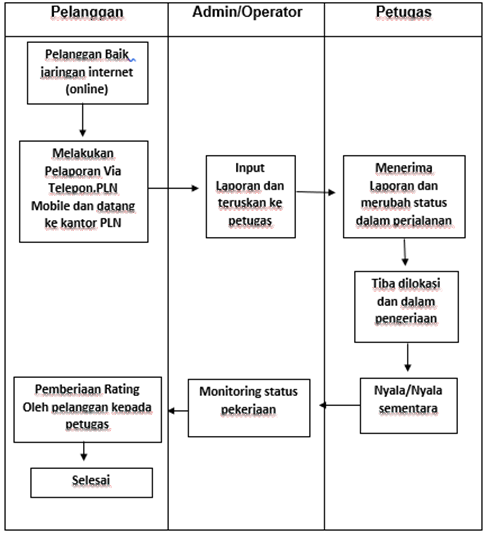 Pelanggan
Admin/Operator
Petugas
Pelanggan Baik
jaringan internet
(online)
Melakukan
Pelaporan Via
Telepon.PLN
Mobile dan datang
ke kantor PLN
Input
Laporan dan
teruskan ke
petugas
Menerima
Laporan dan
merubah status
dalam perjalanan
Tiba dilokasi
dan dalam
pengerjaan
Nyala/Nyala
sementara
Monitoring status
pekerjaan
Pemberiaan Rating
Oleh pelanggan kepada
petugas
Selesai